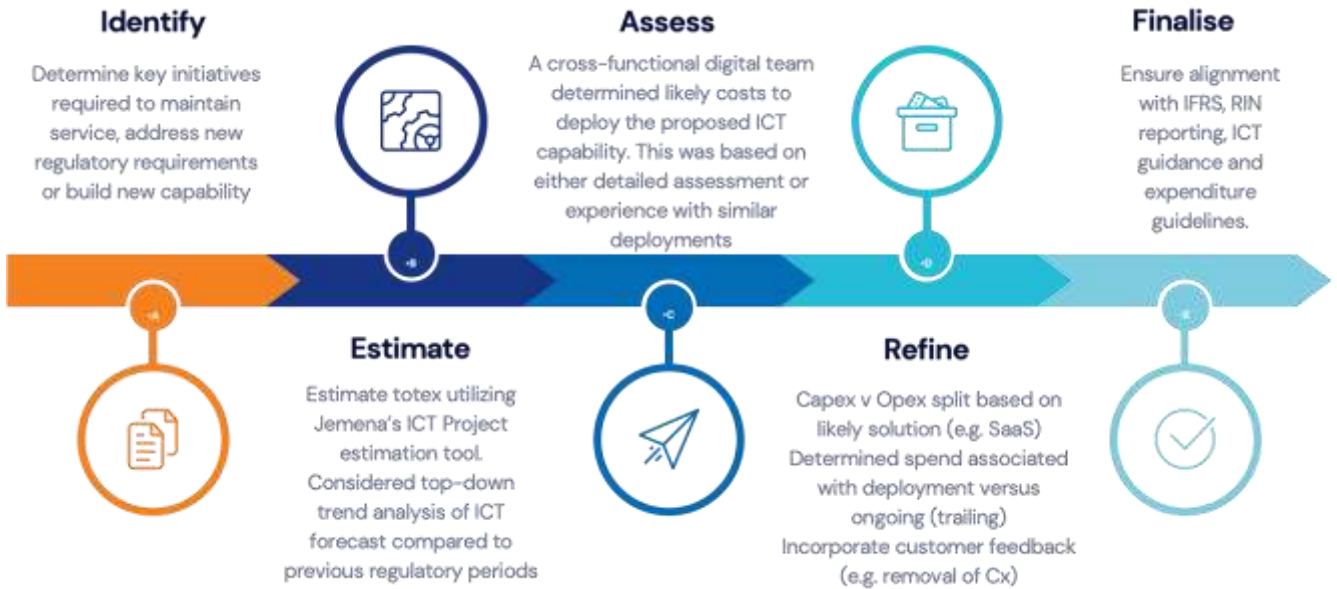 Identify
Determine key initiatives
required to maintain
service, address new
regulatory requirements
or build new capability
Assess
A cross-functional digital team
determined likely costs to
deploy the proposed ICT
capability. This was based on
either detailed assessment or
experience with similar
deployments
Finalise
Ensure alignment
with IFRS, RIN
reporting, ICT
guidance and
expenditure
guidelines.
•A
•B
•C
•D
Estimate
Estimate totex utilizing
Jemena's ICT Project
estimation tool.
Considered top-down
trend analysis of ICT
forecast compared to
previous regulatory periods
Refine
Capex v Opex split based on
likely solution (e.g. SaaS)
Determined spend associated
with deployment versus
ongoing (trailing)
Incorporate customer feedback
(e.g. removal of Cx)